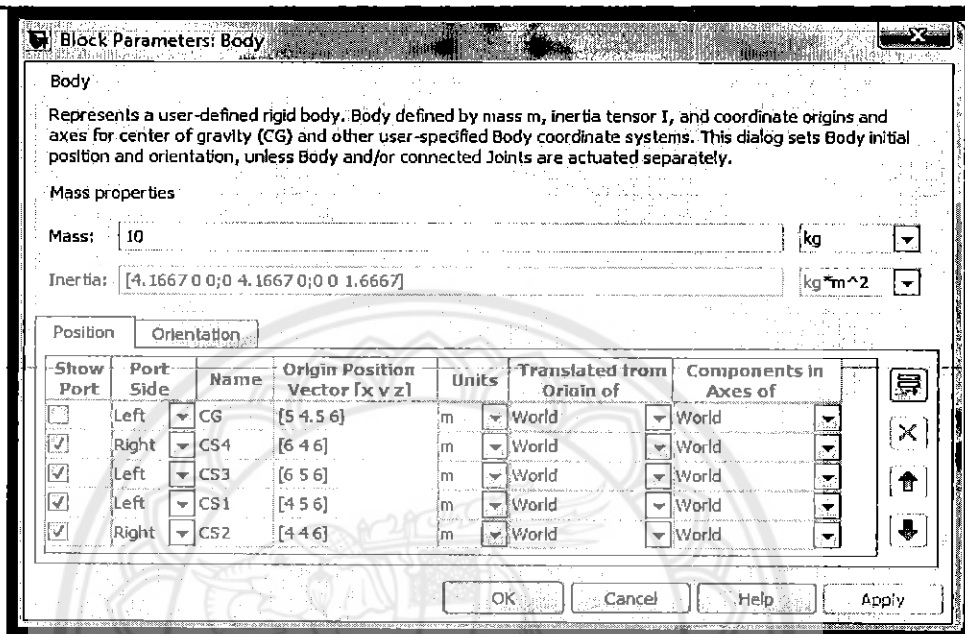 Block Parameters: Body
Body
Represents a user-defined rigid body. Body defined by mass m, inertia tensor I, and coordinate origins and
axes for center of gravity (CG) and other user-specified Body coordinate systems. This dialog sets Body initial
position and orientation, unless Body and/or connected Joints are actuated separately.
Mass properties
Mass: 10 kg
Inertia: [4.1667 0 0;0 4.1667 0;0 0 1.6667] kg*m^2
Position Orientation
Show Port Port Side Name Origin Position Vector [x y z] Units Translated from Origin of Components in Axes of
Left CG [5 4.5 6] m World World
Right CS4 [6 4 6] m World World
Left CS3 [6 5 6] m World World
Left CS1 [4 5 6] m World World
Right CS2 [4 4 6] m World World
OK Cancel Help Apply